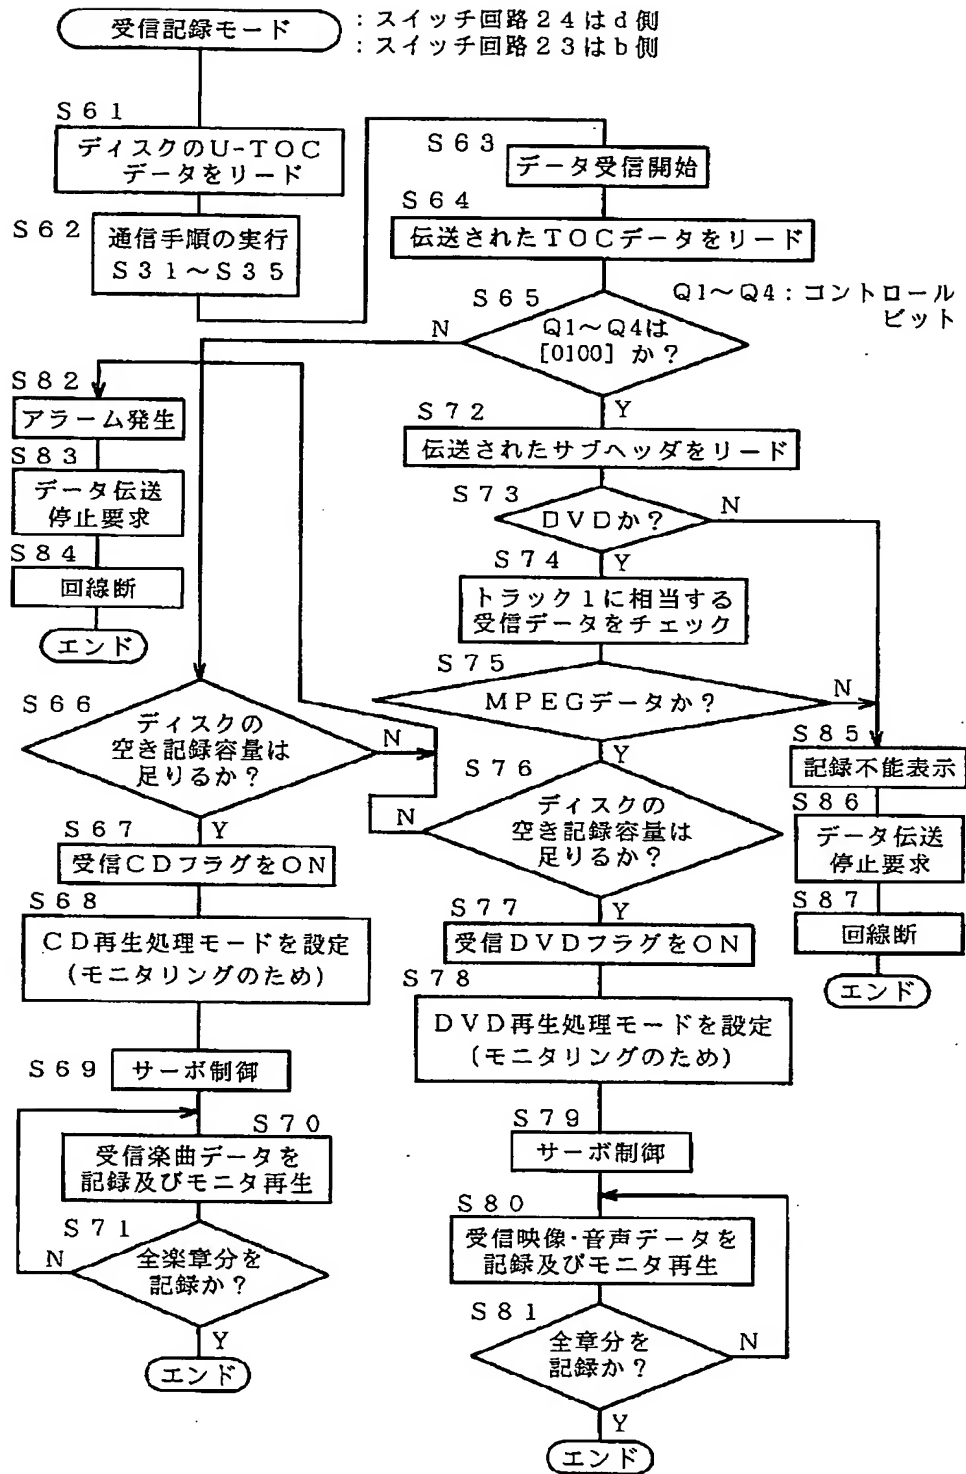 受信記録モード
：スイッチ回路２４はｄ側
：スイッチ回路２３はｂ側
Ｓ６１
ディスクのU-TOC
データをリード
Ｓ６２
通信手順の実行
Ｓ３１～Ｓ３５
Ｓ６３
データ受信開始
Ｓ６４
伝送されたTOCデータをリード
Ｓ６５
Q1～Q4は
[0100] か？
N
Y
Q1～Q4：コントロール
ビット
Ｓ８２
アラーム発生
Ｓ８３
データ伝送
停止要求
Ｓ８４
回線断
エンド
Ｓ７２
伝送されたサブヘッダをリード
Ｓ７３
DVDか？
N
Y
Ｓ７４
トラック１に相当する
受信データをチェック
Ｓ７５
MPEGデータか？
N
Y
Ｓ６６
ディスクの
空き記録容量は
足りるか？
N
Y
Ｓ７６
ディスクの
空き記録容量は
足りるか？
N
Y
Ｓ８５
記録不能表示
Ｓ８６
データ伝送
停止要求
Ｓ８７
回線断
エンド
Ｓ６７
受信CDフラグをON
Ｓ６８
CD再生処理モードを設定
(モニタリングのため)
Ｓ６９
サーボ制御
Ｓ７０
受信楽曲データを
記録及びモニタ再生
Ｓ７１
全楽章分を
記録か？
N
Y
エンド
Ｓ７７
受信DVDフラグをON
Ｓ７８
DVD再生処理モードを設定
(モニタリングのため)
Ｓ７９
サーボ制御
Ｓ８０
受信映像・音声データを
記録及びモニタ再生
Ｓ８１
全章分を
記録か？
N
Y
エンド